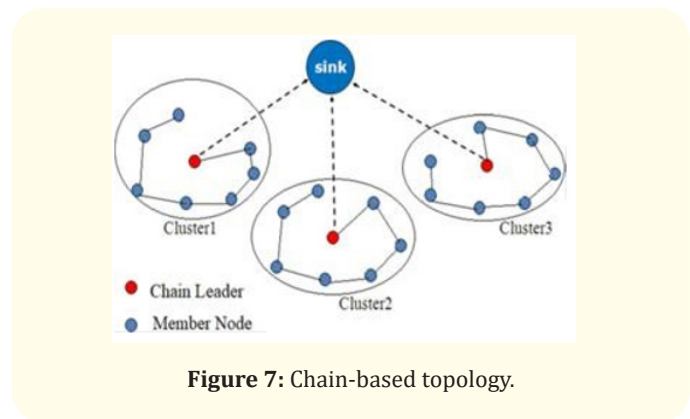 sink
Cluster1
Cluster3
Cluster2
Chain Leader
Member Node
Figure 7: Chain-based topology.